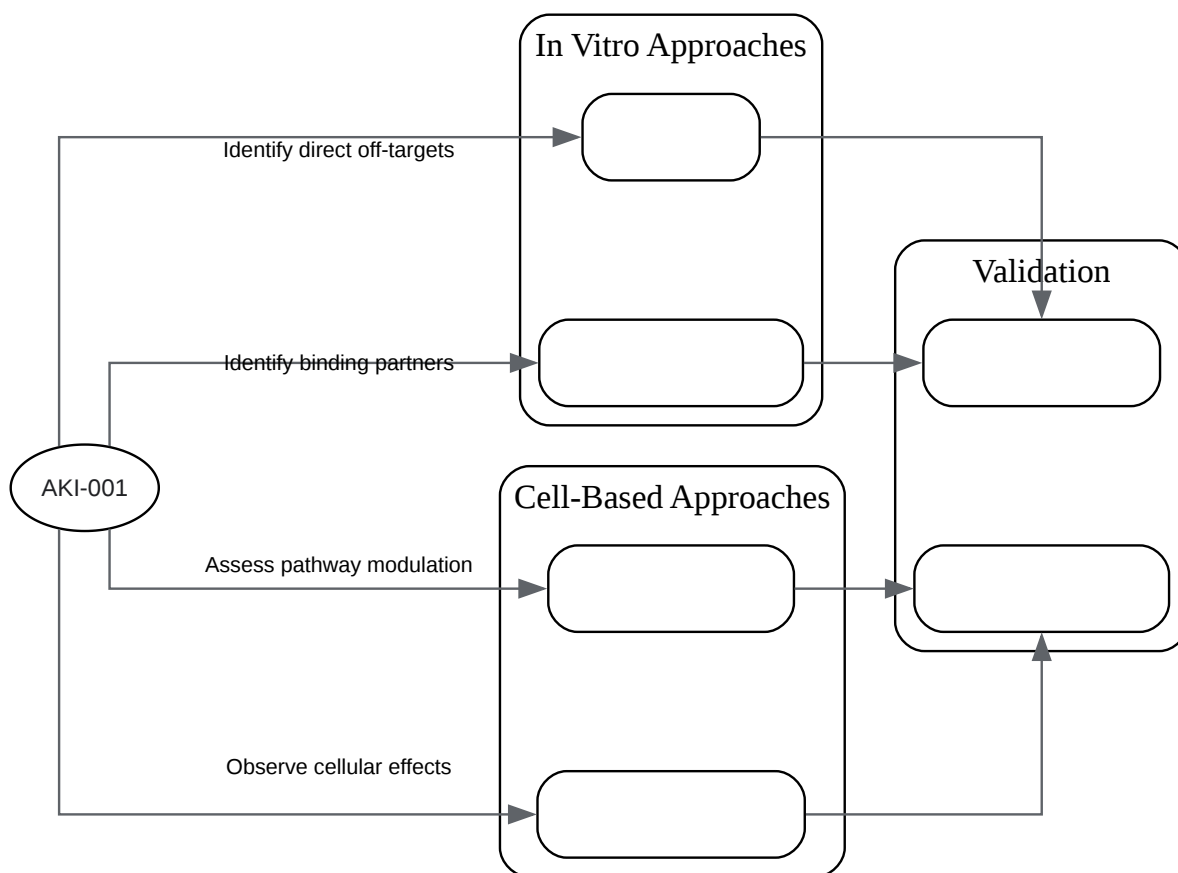 In Vitro Approaches
Identify direct off-targets
Validation
Identify binding partners
AKI-001
Cell-Based Approaches
Assess pathway modulation
Observe cellular effects